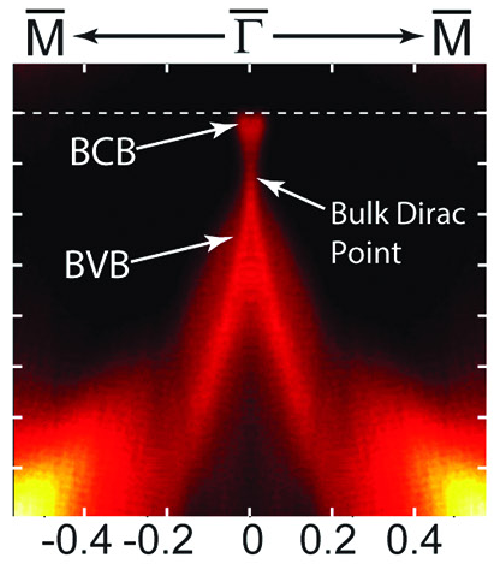 M̅ Γ̅ M̅
BCB
Bulk Dirac
Point
BVB
-0.4 -0.2 0 0.2 0.4